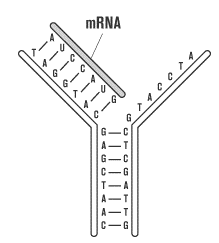 mRNA
A U C C A U G
T A G G T A C
G T A C C T A
G — C
A — T
G — C
C — G
T — A
A — T
A — T
C — G